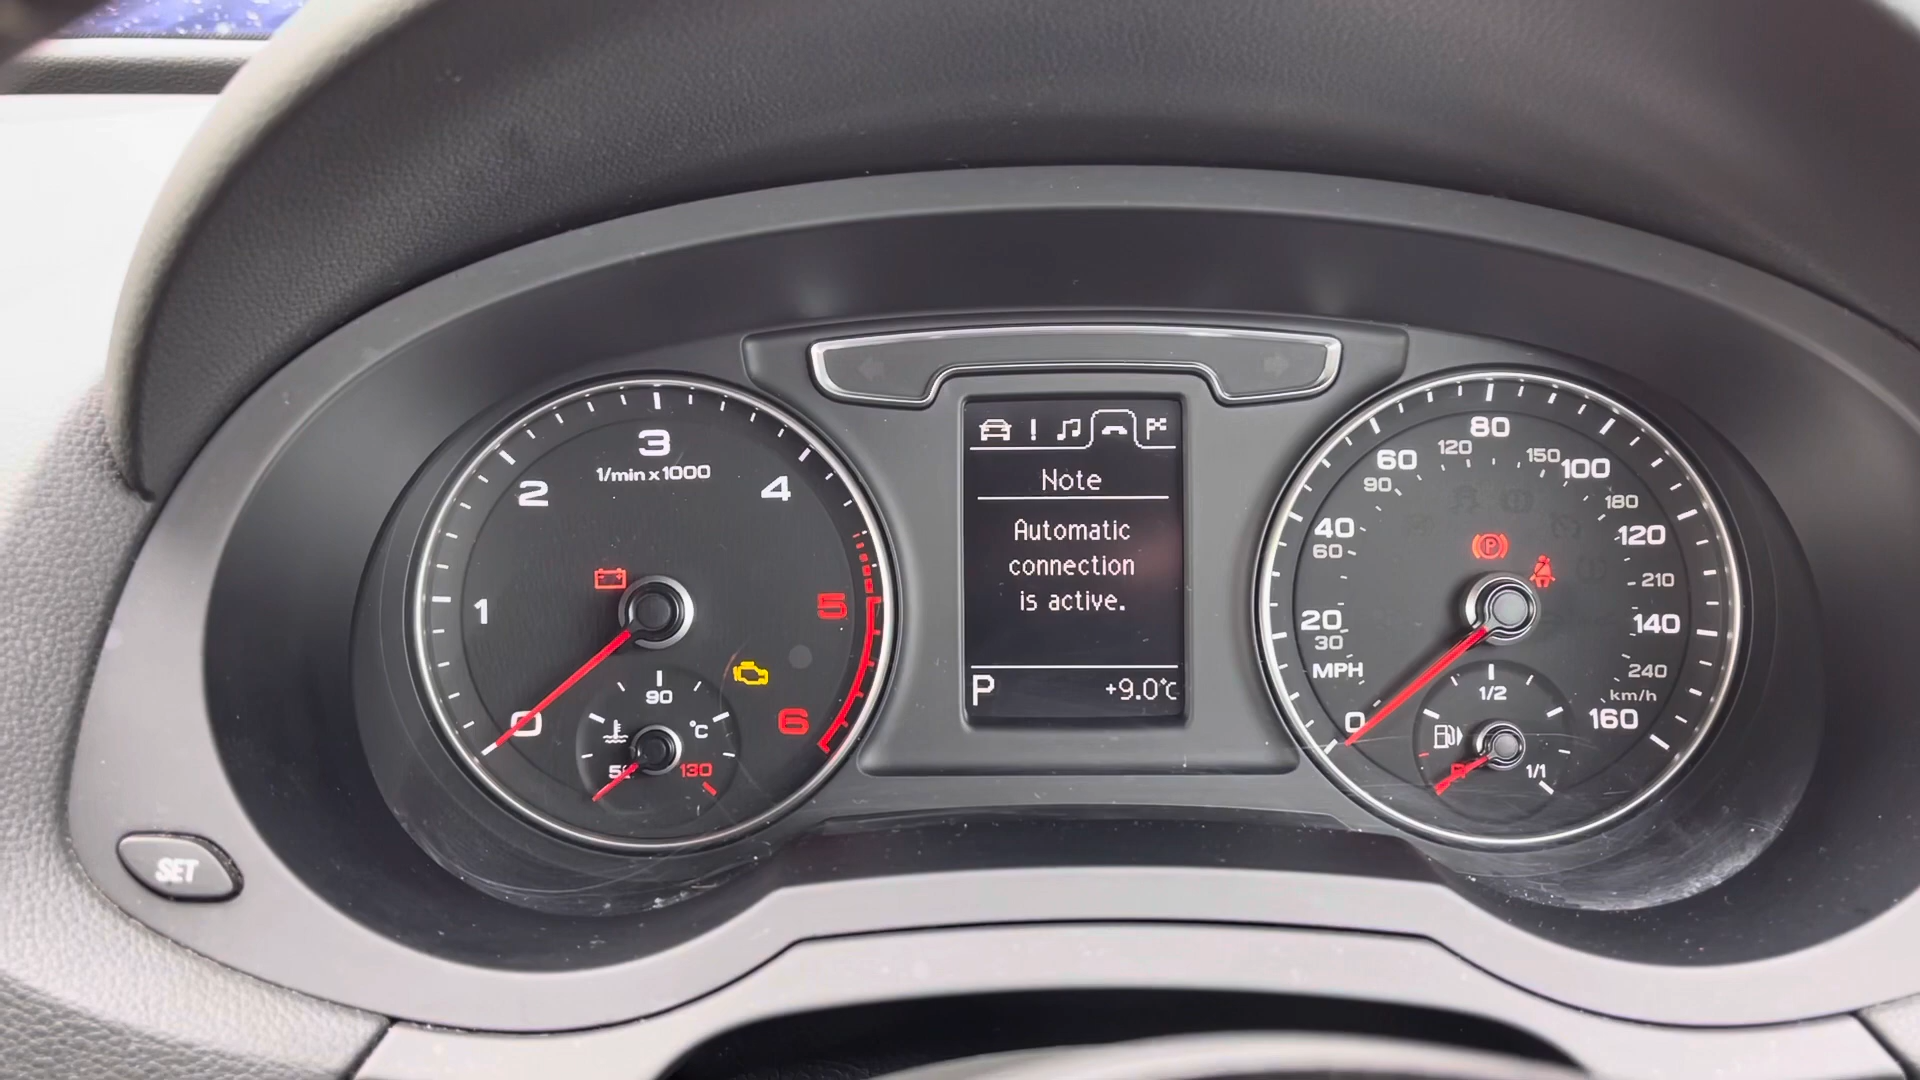 3
1/min x 1000
2
4
1
5
0
6
90
°C
50
130
Note
Automatic
connection
is active.
P
+9.0°C
80
60
120
150
100
90
180
40
120
60
P
210
20
140
30
MPH
240
km/h
0
160
1/2
R
1/1
SET